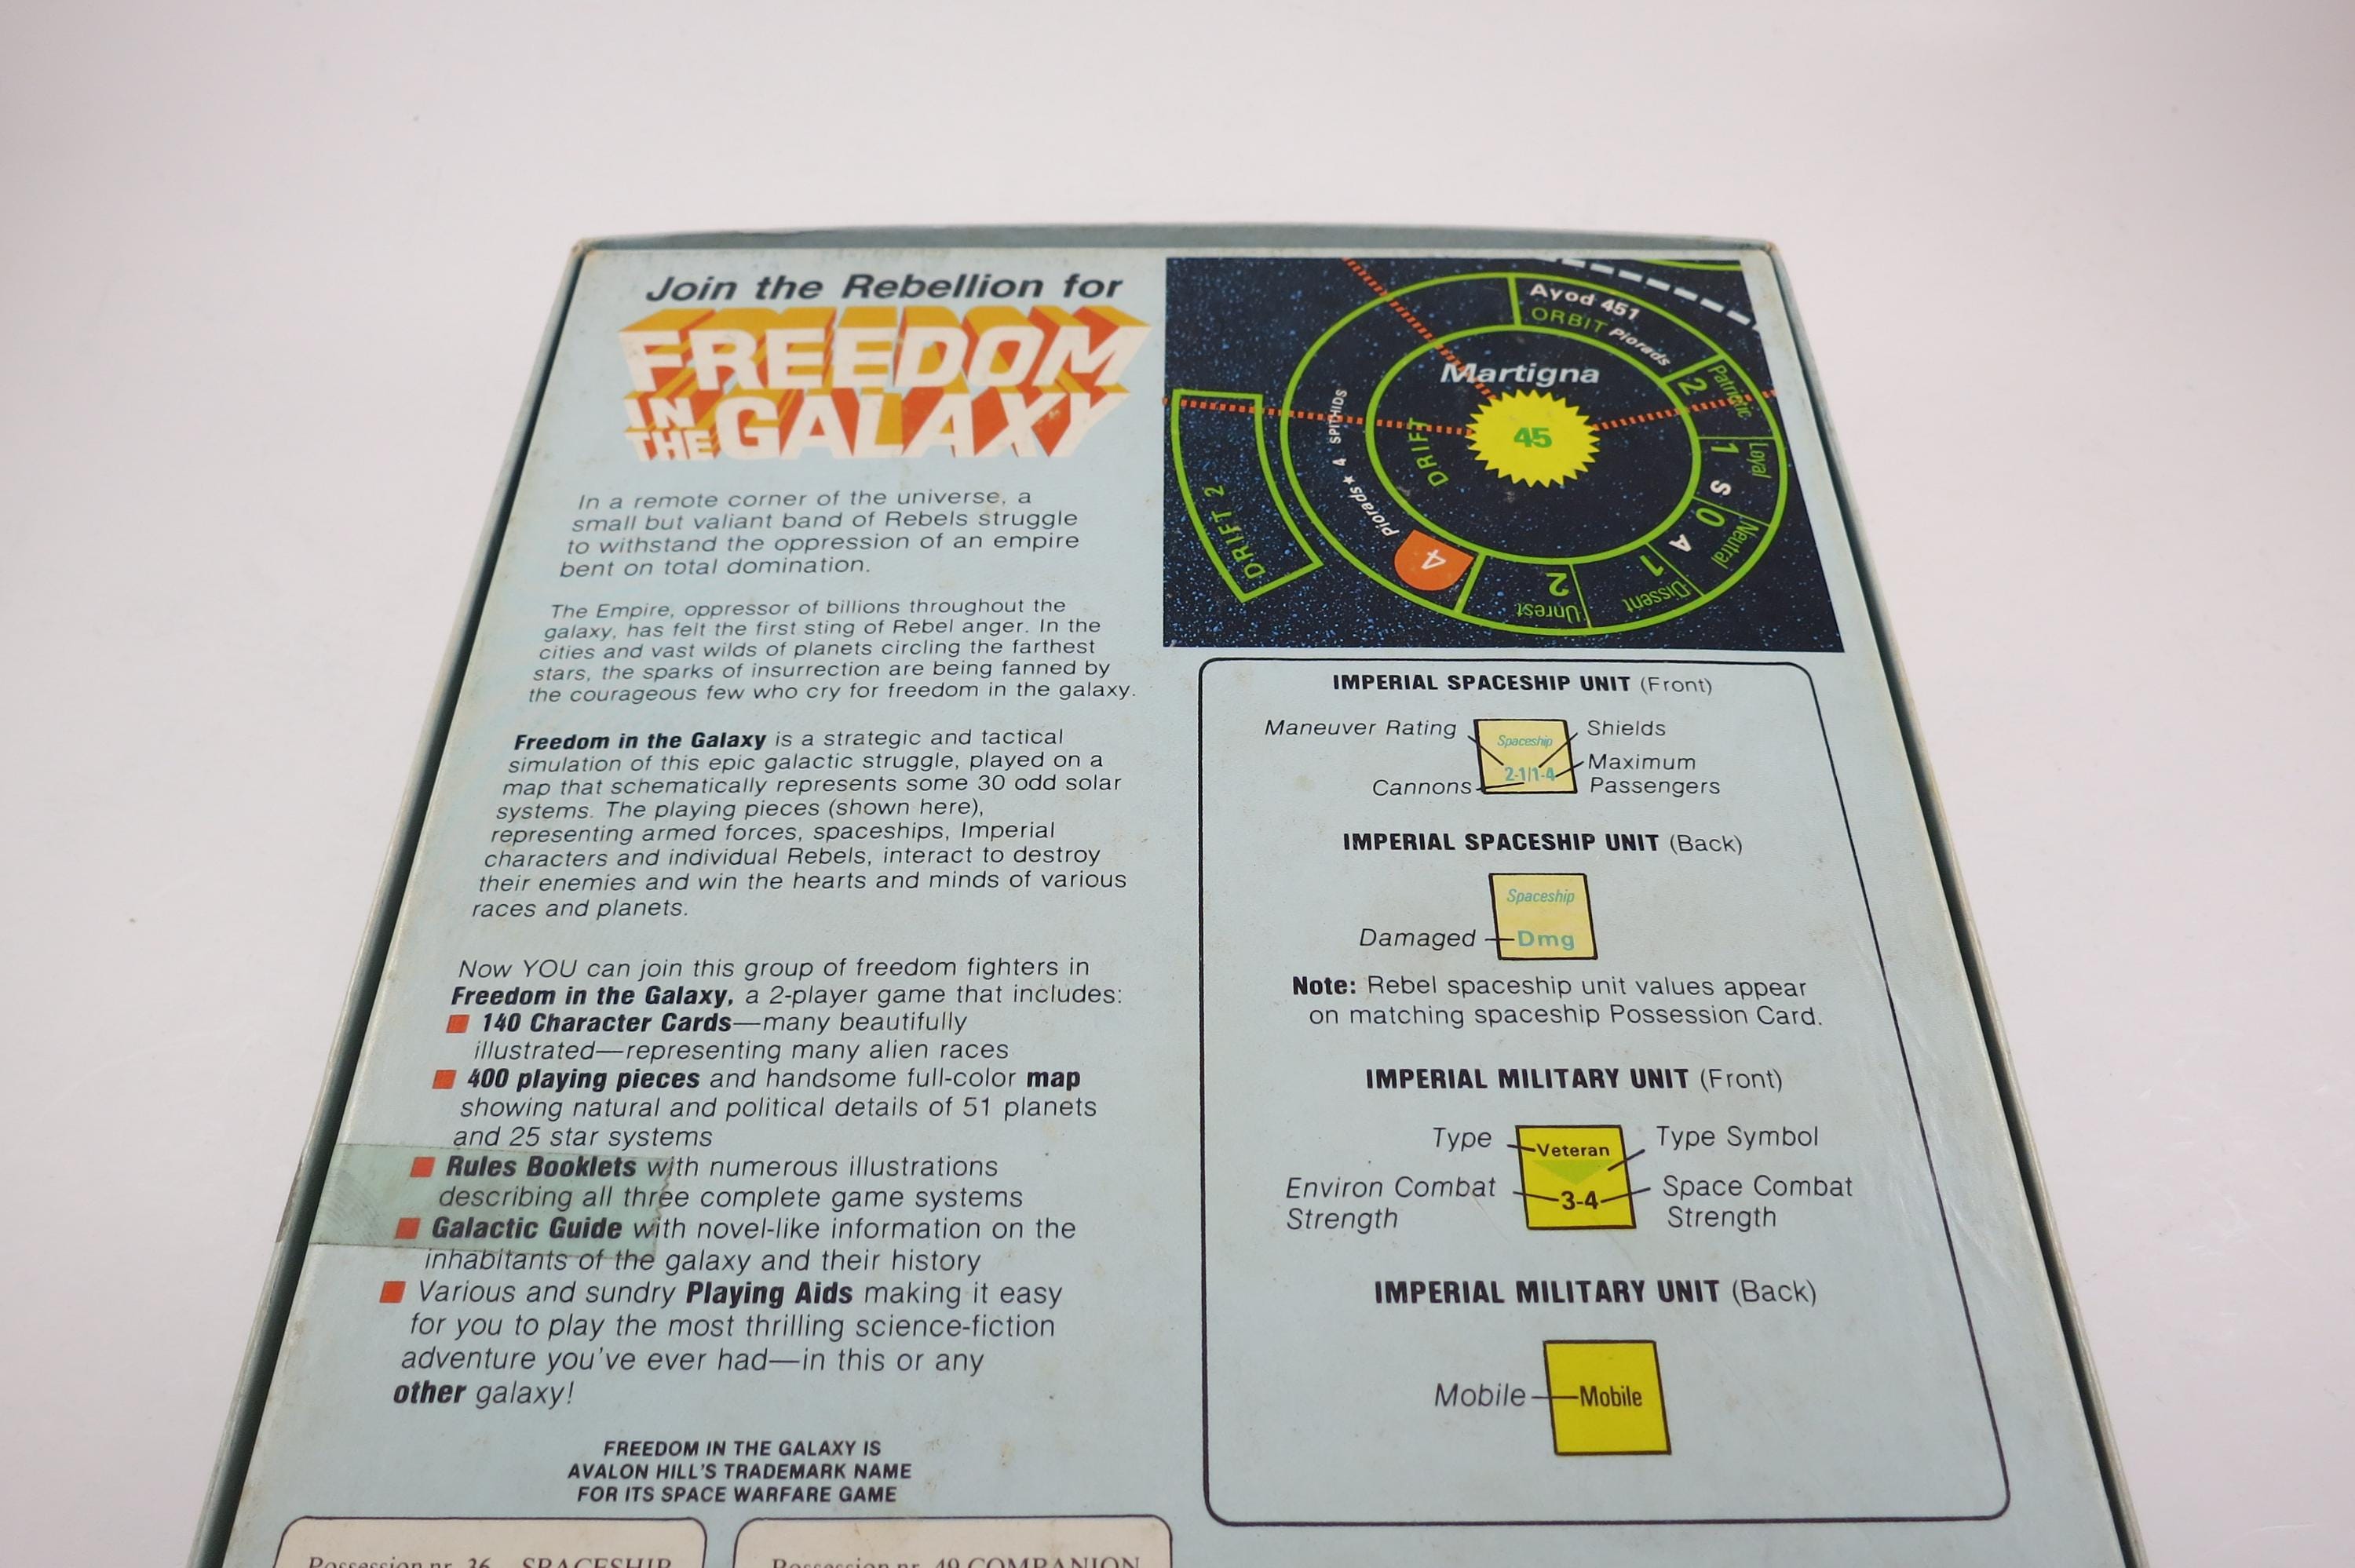 Join the Rebellion for
FREEDOM
IN THE GALAXY
In a remote corner of the universe, a
small but valiant band of Rebels struggle
to withstand the oppression of an empire
bent on total domination.
The Empire, oppressor of billions throughout the
galaxy, has felt the first sting of Rebel anger. In the
cities and vast wilds of planets circling the farthest
stars, the sparks of insurrection are being fanned by
the courageous few who cry for freedom in the galaxy.
Freedom in the Galaxy is a strategic and tactical
simulation of this epic galactic struggle, played on a
map that schematically represents some 30 odd solar
systems. The playing pieces (shown here),
representing armed forces, spaceships, Imperial
characters and individual Rebels, interact to destroy
their enemies and win the hearts and minds of various
races and planets.
Now YOU can join this group of freedom fighters in
Freedom in the Galaxy, a 2-player game that includes:
140 Character Cards—many beautifully
illustrated—representing many alien races
400 playing pieces and handsome full-color map
showing natural and political details of 51 planets
and 25 star systems
Rules Booklets with numerous illustrations
describing all three complete game systems
Galactic Guide with novel-like information on the
inhabitants of the galaxy and their history
Various and sundry Playing Aids making it easy
for you to play the most thrilling science-fiction
adventure you've ever had—in this or any
other galaxy!
FREEDOM IN THE GALAXY IS
AVALON HILL'S TRADEMARK NAME
FOR ITS SPACE WARFARE GAME
Possession nr. 36 SPACESHIP
Possession nr. 49 COMPANION
Ayod 451
ORBIT Piorads
Martigna
45
DRIFT
DRIFT 2
Piorads★ 4 SPITHIDS
4
Patriotic
2
Loyal
1
S
Neutral
0
A
Dissent
1
Unrest
2
IMPERIAL SPACESHIP UNIT (Front)
Maneuver Rating
Spaceship
2-1/1-4
Shields
Maximum
Passengers
Cannons
IMPERIAL SPACESHIP UNIT (Back)
Spaceship
Damaged
Dmg
Note: Rebel spaceship unit values appear
on matching spaceship Possession Card.
IMPERIAL MILITARY UNIT (Front)
Type
Veteran
Type Symbol
Environ Combat
Strength
3-4
Space Combat
Strength
IMPERIAL MILITARY UNIT (Back)
Mobile
Mobile